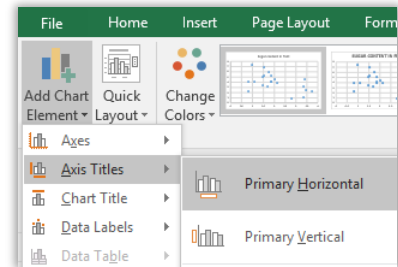 File Home Insert Page Layout Form
Add Chart Quick Change
Element Layout Colors
Axes
Axis Titles
Primary Horizontal
Chart Title
Data Labels
Primary Vertical
Data Table